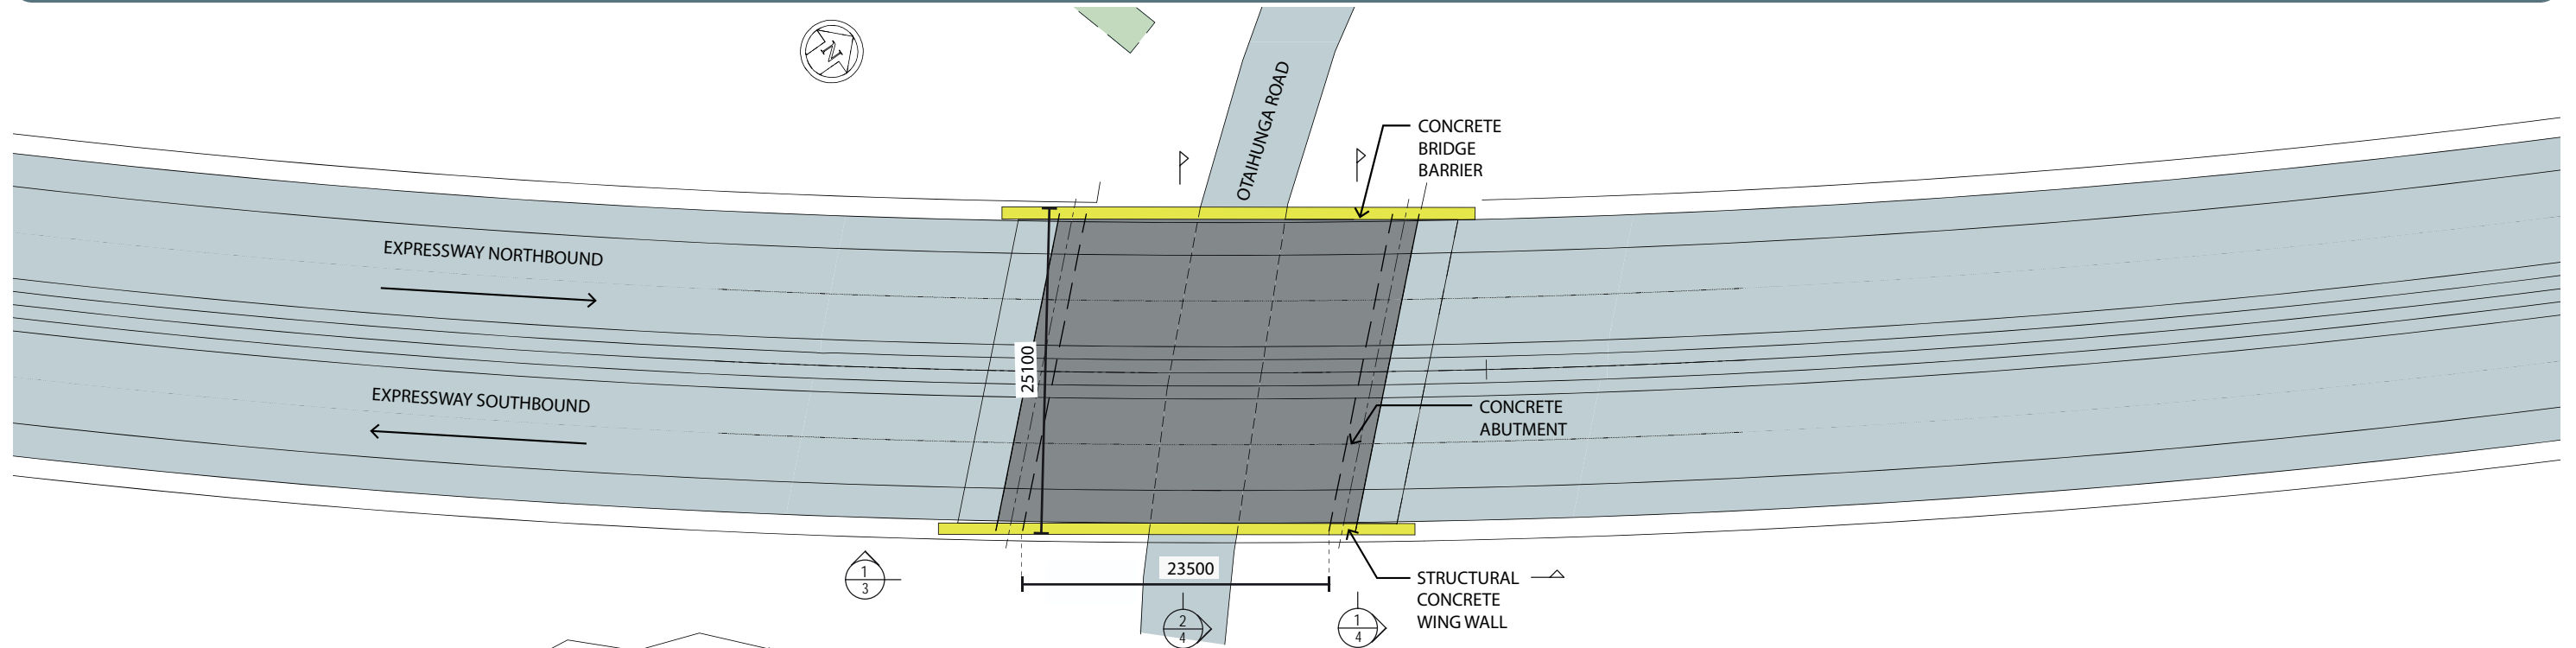 N
OTAIHUNGA ROAD
CONCRETE
BRIDGE
BARRIER
EXPRESSWAY NORTHBOUND
25100
EXPRESSWAY SOUTHBOUND
CONCRETE
ABUTMENT
23500
STRUCTURAL
CONCRETE
WING WALL
1
3
2
4
1
4